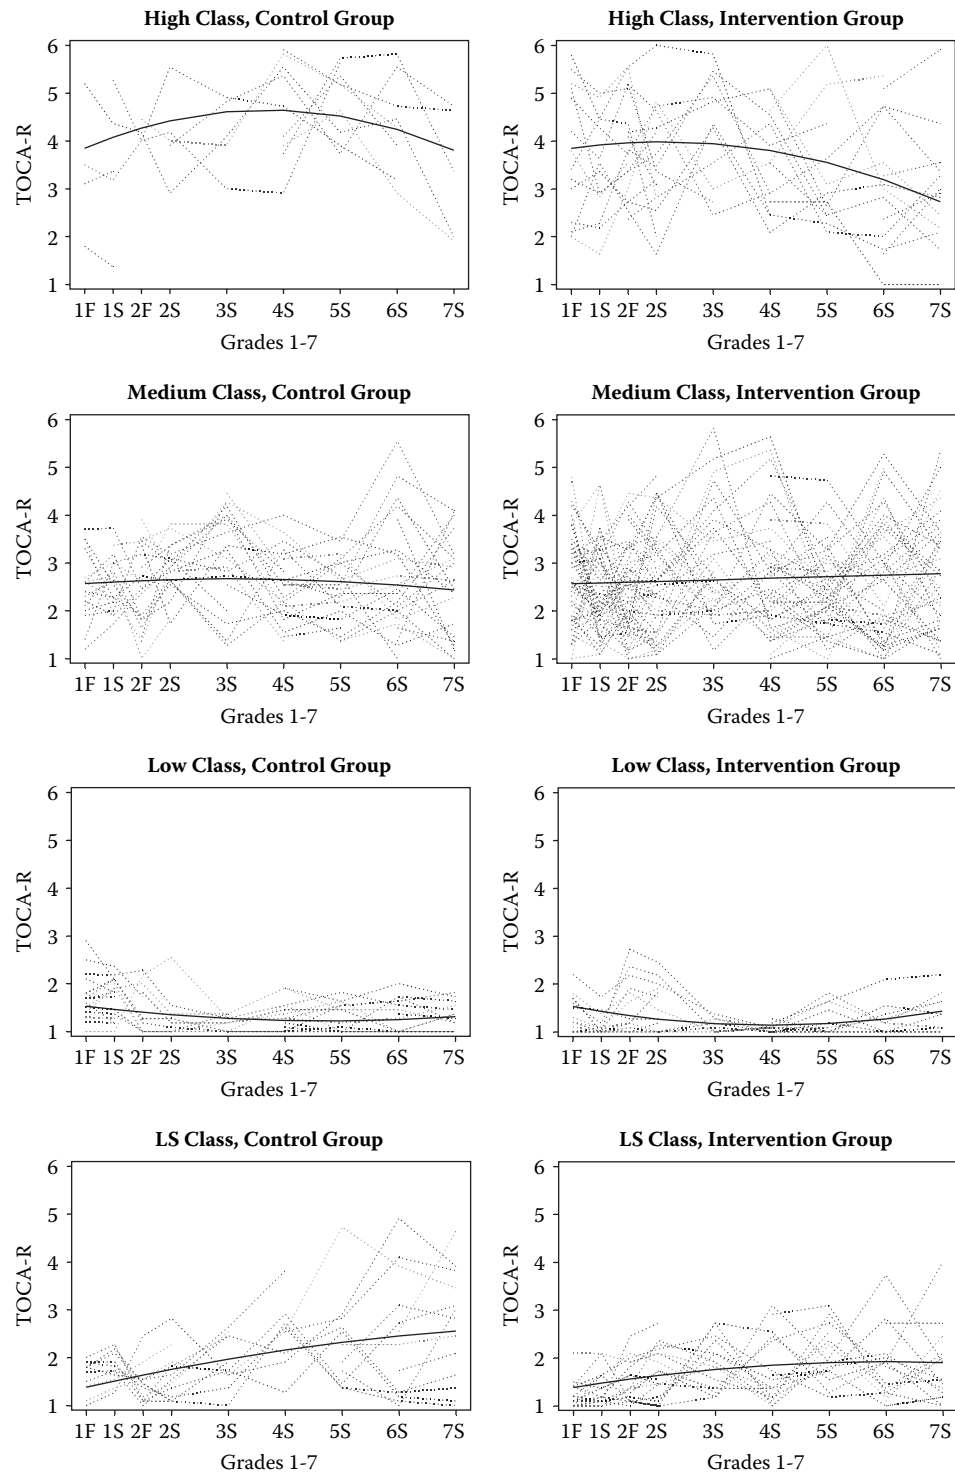 High Class, Control Group
TOCA-R
6
5
4
3
2
1
1F 1S 2F 2S 3S 4S 5S 6S 7S
Grades 1-7
High Class, Intervention Group
TOCA-R
6
5
4
3
2
1
1F 1S 2F 2S 3S 4S 5S 6S 7S
Grades 1-7
Medium Class, Control Group
TOCA-R
6
5
4
3
2
1
1F 1S 2F 2S 3S 4S 5S 6S 7S
Grades 1-7
Medium Class, Intervention Group
TOCA-R
6
5
4
3
2
1
1F 1S 2F 2S 3S 4S 5S 6S 7S
Grades 1-7
Low Class, Control Group
TOCA-R
6
5
4
3
2
1
1F 1S 2F 2S 3S 4S 5S 6S 7S
Grades 1-7
Low Class, Intervention Group
TOCA-R
6
5
4
3
2
1
1F 1S 2F 2S 3S 4S 5S 6S 7S
Grades 1-7
LS Class, Control Group
TOCA-R
6
5
4
3
2
1
1F 1S 2F 2S 3S 4S 5S 6S 7S
Grades 1-7
LS Class, Intervention Group
TOCA-R
6
5
4
3
2
1
1F 1S 2F 2S 3S 4S 5S 6S 7S
Grades 1-7